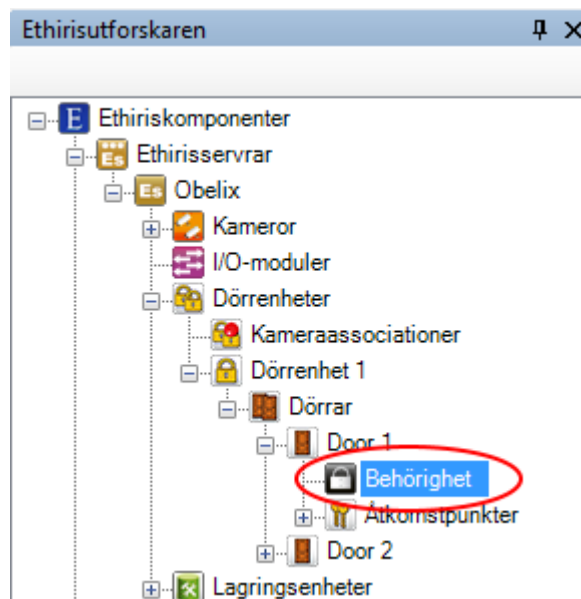 Ethirisutforskaren
Ethiriskomponenter
Ethirisservrar
Obelix
Kameror
I/O-moduler
Dörrenheter
Kameraassociationer
Dörrenhet 1
Dörrar
Door 1
Behörighet
Åtkomstpunkter
Door 2
Lagringsenheter